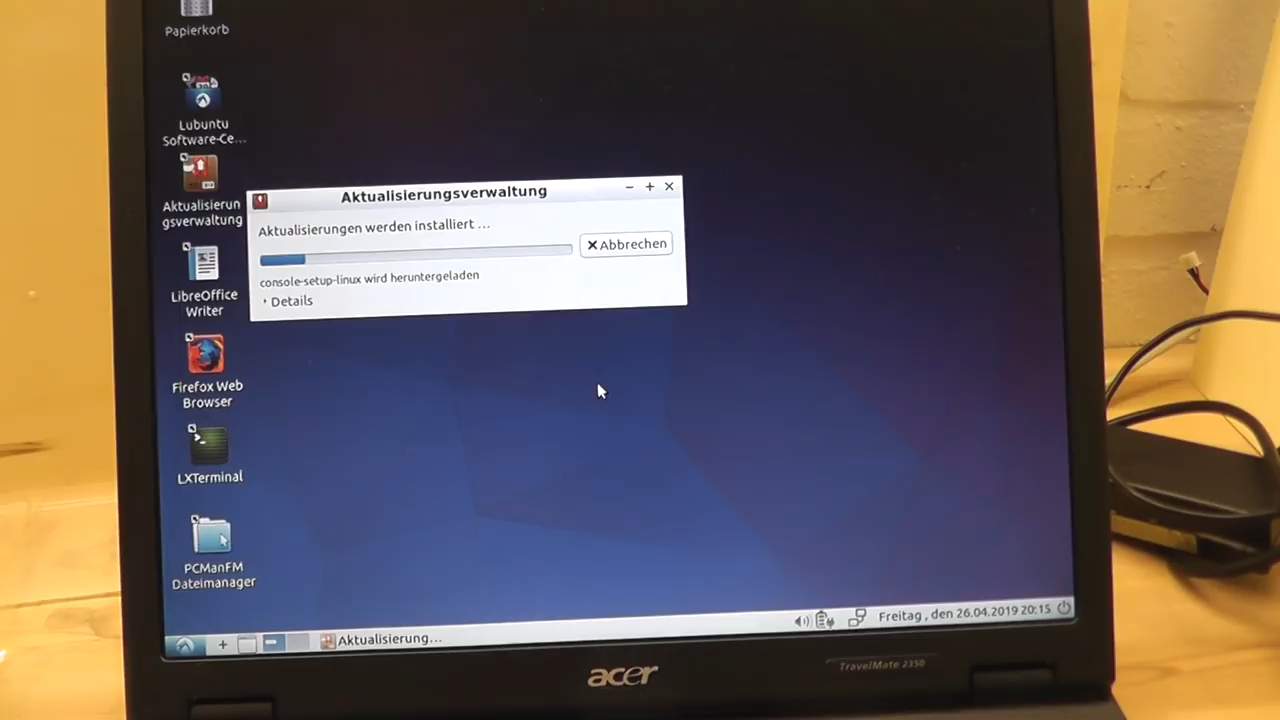 Papierkorb
Lubuntu
Software-Ce...
Aktualisierun
gsverwaltung
LibreOffice
Writer
Firefox Web
Browser
LXTerminal
PCManFM
Dateimanager
Aktualisierungsverwaltung
Aktualisierungen werden installiert ...
Abbrechen
console-setup-linux wird heruntergeladen
Details
Aktualisierung...
Freitag, den 26.04.2019 20:15
acer
TravelMate 2350